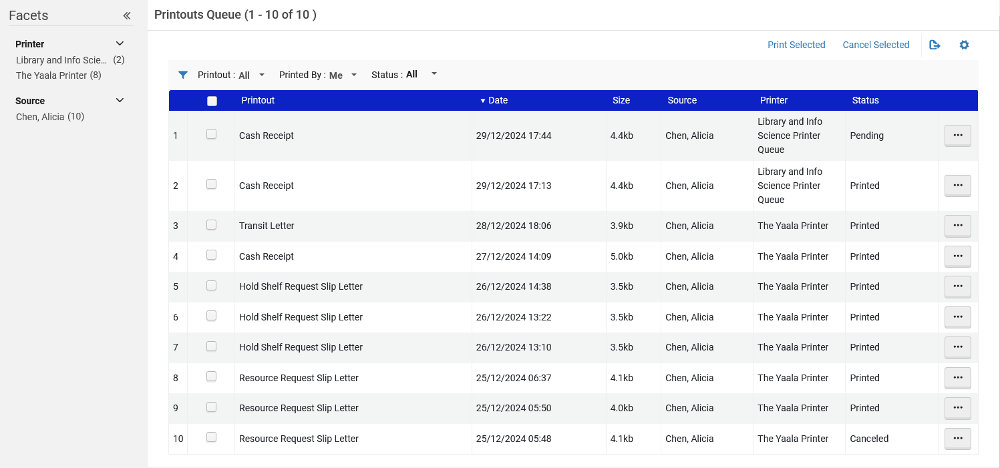 Facets
Printer
Library and Info Scie... (2)
The Yaala Printer (8)
Source
Chen, Alicia (10)
Printouts Queue (1 - 10 of 10 )
Print Selected Cancel Selected
Printout : All Printed By : Me Status : All
Printout Date Size Source Printer Status
1 Cash Receipt 29/12/2024 17:44 4.4kb Chen, Alicia Library and Info
Science Printer
Queue Pending
2 Cash Receipt 29/12/2024 17:13 4.4kb Chen, Alicia Library and Info
Science Printer
Queue Printed
3 Transit Letter 28/12/2024 18:06 3.9kb Chen, Alicia The Yaala Printer Printed
4 Cash Receipt 27/12/2024 14:09 5.0kb Chen, Alicia The Yaala Printer Printed
5 Hold Shelf Request Slip Letter 26/12/2024 14:38 3.5kb Chen, Alicia The Yaala Printer Printed
6 Hold Shelf Request Slip Letter 26/12/2024 13:22 3.5kb Chen, Alicia The Yaala Printer Printed
7 Hold Shelf Request Slip Letter 26/12/2024 13:10 3.5kb Chen, Alicia The Yaala Printer Printed
8 Resource Request Slip Letter 25/12/2024 06:37 4.1kb Chen, Alicia The Yaala Printer Printed
9 Resource Request Slip Letter 25/12/2024 05:50 4.0kb Chen, Alicia The Yaala Printer Printed
10 Resource Request Slip Letter 25/12/2024 05:48 4.1kb Chen, Alicia The Yaala Printer Canceled